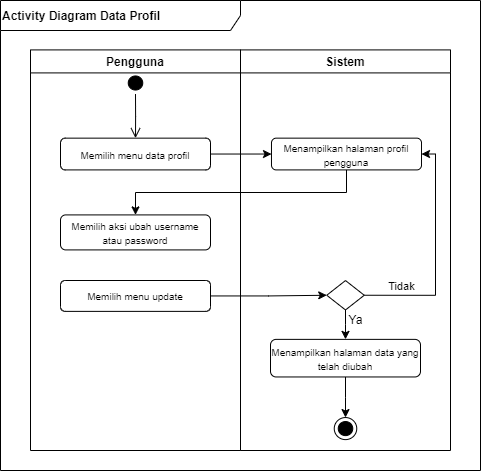 Activity Diagram Data Profil
Pengguna
Sistem
Memilih menu data profil
Menampilkan halaman profil
pengguna
Memilih aksi ubah username
atau password
Memilih menu update
Tidak
Ya
Menampilkan halaman data yang
telah diubah